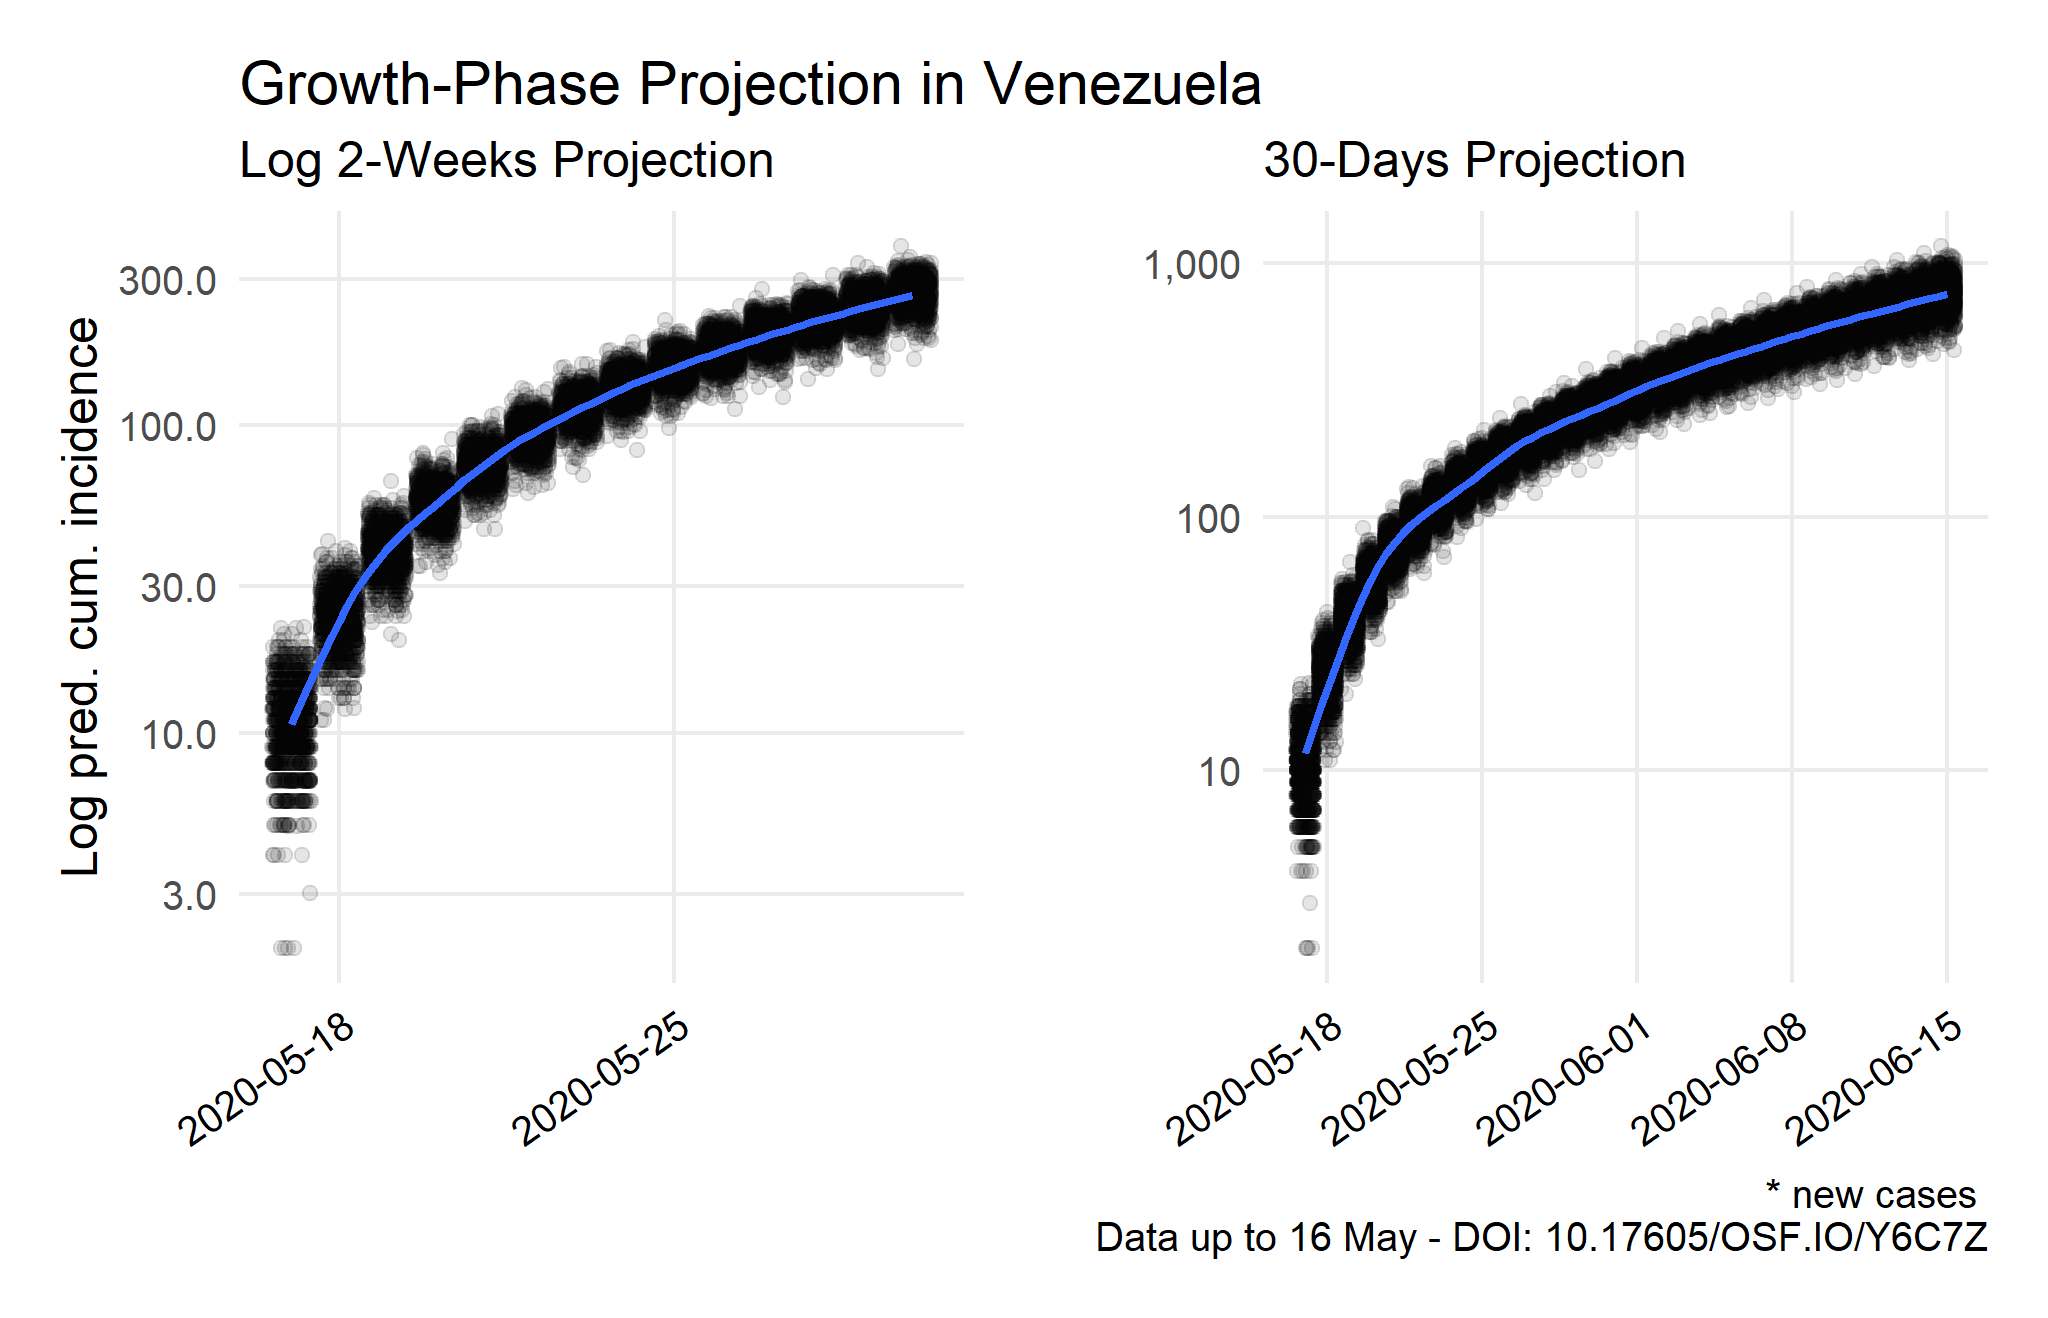 Growth-Phase Projection in Venezuela
Log 2-Weeks Projection
30-Days Projection
Log pred. cum. incidence
300.0
100.0
30.0
10.0
3.0
2020-05-18
2020-05-25
1,000
100
10
2020-05-18
2020-05-25
2020-06-01
2020-06-08
2020-06-15
* new cases
Data up to 16 May - DOI: 10.17605/OSF.IO/Y6C7Z